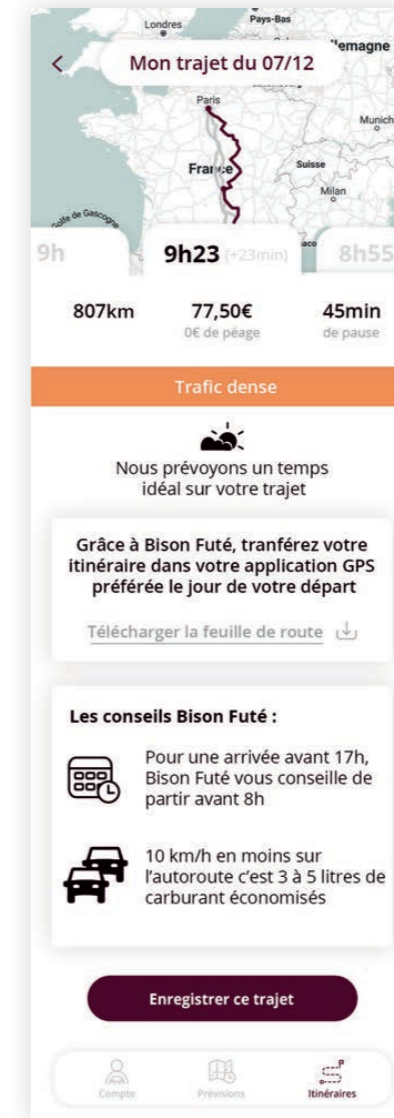 Londres
Pays-Bas
lemagne
Mon trajet du 07/12
Paris
Munich
France
Suisse
Milan
Golfe de Gascogne
aco
9h
9h23 (+23min)
8h55
807km
77,50€
45min
0€ de péage
de pause
Trafic dense
Nous prévoyons un temps
idéal sur votre trajet
Grâce à Bison Futé, tranférez votre
itinéraire dans votre application GPS
préférée le jour de votre départ
Télécharger la feuille de route
Les conseils Bison Futé :
Pour une arrivée avant 17h,
Bison Futé vous conseille de
partir avant 8h
10 km/h en moins sur
l'autoroute c'est 3 à 5 litres de
carburant économisés
Enregistrer ce trajet
Compte
Prévisions
Itinéraires